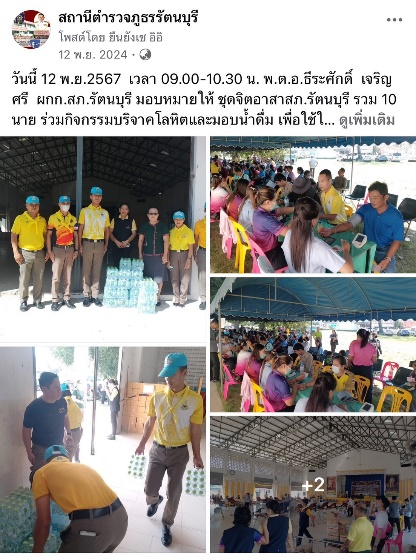 สถานีตำรวจภูธรรัตนบุรี
โพสต์โดย ยืนยังเซ อิอิ
12 พ.ย. 2024 ·
วันนี้ 12 พ.ย.2567 เวลา 09.00-10.30 น. พ.ต.อ.ธีระศักดิ์ เจริญ
ศรี ผกก.สภ.รัตนบุรี มอบหมายให้ ชุดจิตอาสาสภ.รัตนบุรี รวม 10
นาย ร่วมกิจกรรมบริจาคโลหิตและมอบน้ำดื่ม เพื่อใช้ใ... ดูเพิ่มเติม
+2